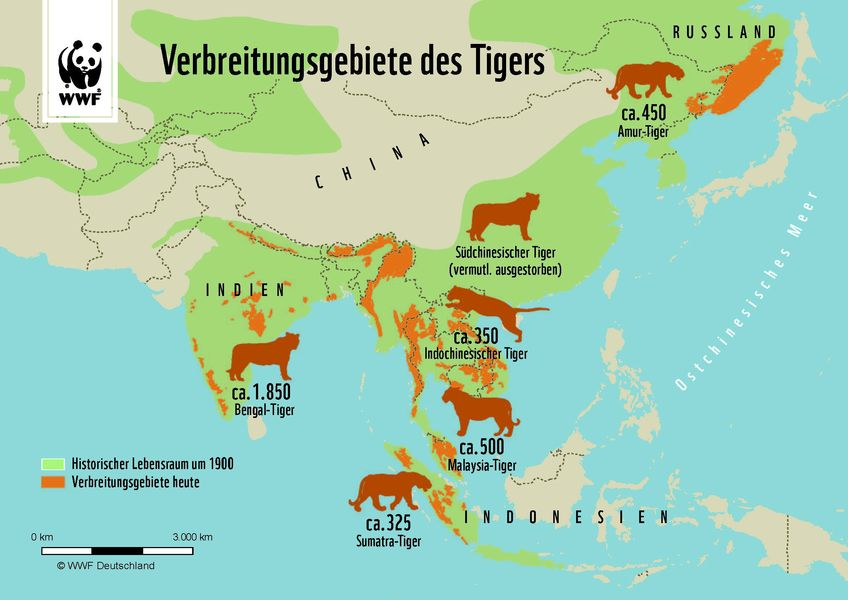 WWF
Verbreitungsgebiete des Tigers
RUSSLAND
ca. 450
Amur-Tiger
CHINA
Südchinesischer Tiger
(vermutl. ausgestorben)
INDIEN
ca. 350
Indochinesischer Tiger
Ostchinesisches Meer
ca. 1.850
Bengal-Tiger
ca. 500
Malaysia-Tiger
Historischer Lebensraum um 1900
Verbreitungsgebiete heute
ca. 325
Sumatra-Tiger
INDONESIEN
0 km
3.000 km
© WWF Deutschland